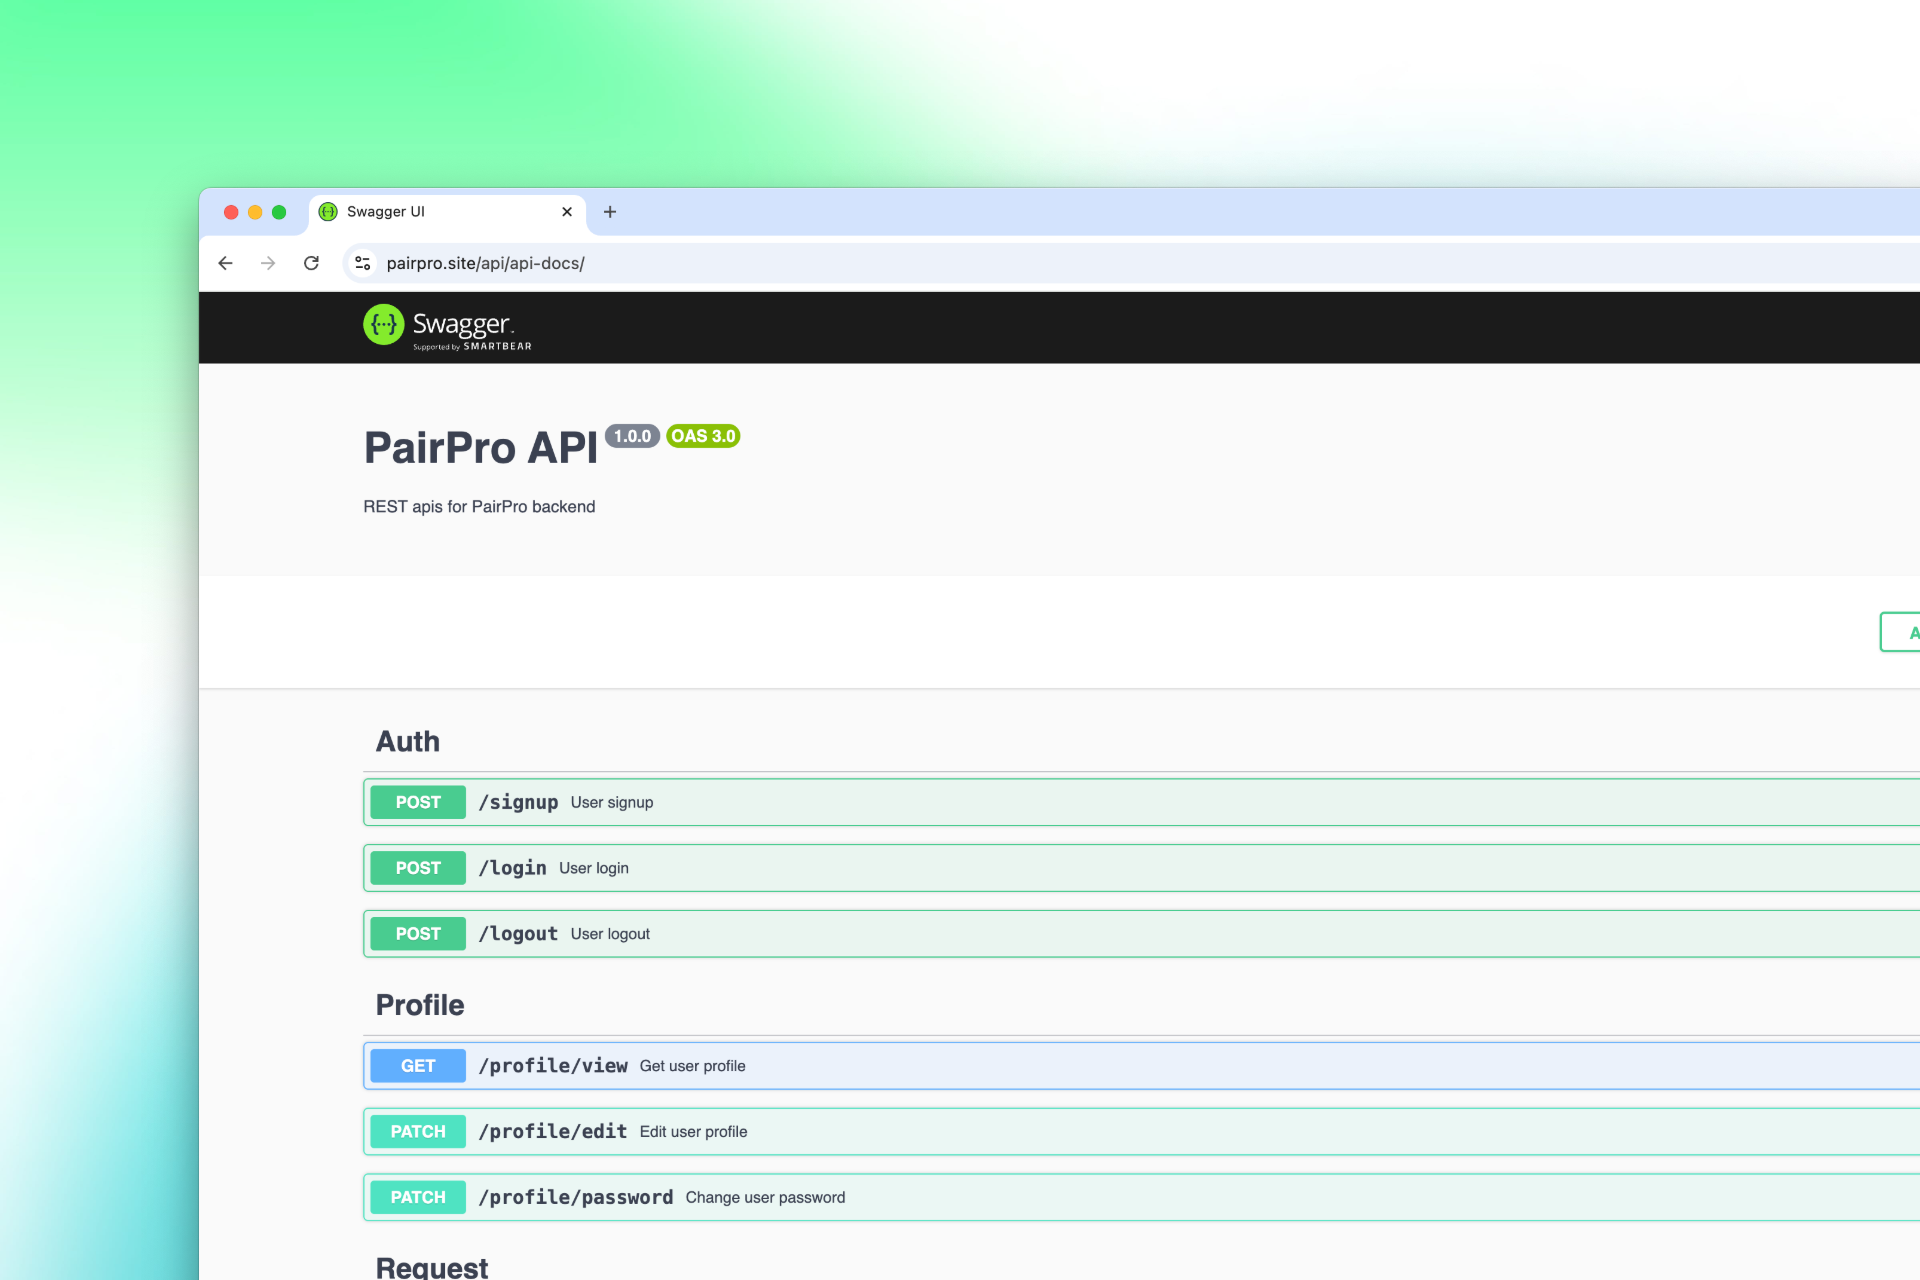 Swagger UI
pairpro.site/api/api-docs/
{···} Swagger
Supported by SMARTBEAR
PairPro API 1.0.0 OAS 3.0
REST apis for PairPro backend
A
Auth
POST /signup User signup
POST /login User login
POST /logout User logout
Profile
GET /profile/view Get user profile
PATCH /profile/edit Edit user profile
PATCH /profile/password Change user password
Request